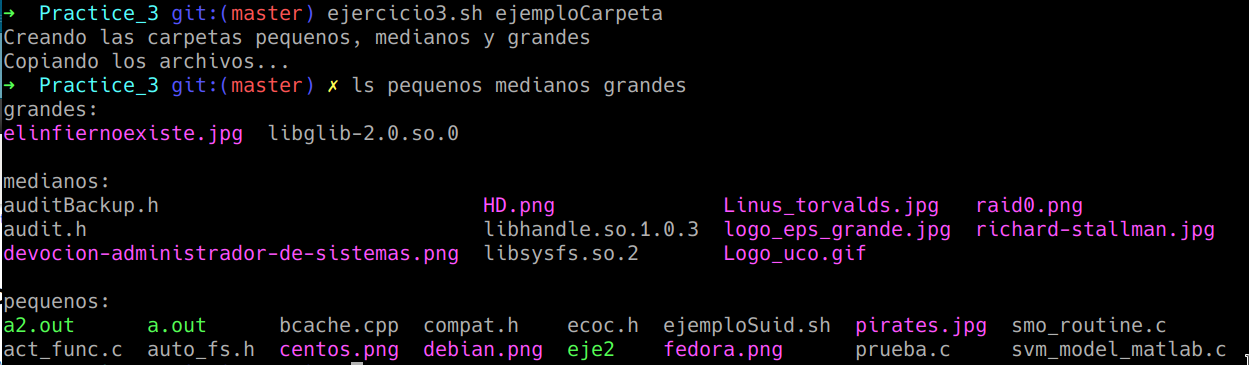 ➜ Practice_3 git:(master) ejercicio3.sh ejemploCarpeta
Creando las carpetas pequenos, medianos y grandes
Copiando los archivos...
➜ Practice_3 git:(master) ✗ ls pequenos medianos grandes
grandes:
elinfiernoexiste.jpg libglib-2.0.so.0
medianos:
auditBackup.h HD.png Linus_torvalds.jpg raid0.png
audit.h libhandle.so.1.0.3 logo_eps_grande.jpg richard-stallman.jpg
devocion-administrador-de-sistemas.png libsysfs.so.2 Logo_uco.gif
pequenos:
a2.out a.out bcache.cpp compat.h ecoc.h ejemploSuid.sh pirates.jpg smo_routine.c
act_func.c auto_fs.h centos.png debian.png eje2 fedora.png prueba.c svm_model_matlab.c